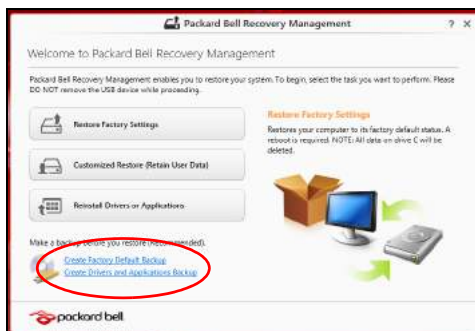 Packard Bell Recovery Management ? X
Welcome to Packard Bell Recovery Management
Packard Bell Recovery Management enables you to restore your system. To begin, select the task you want to perform. Please
DO NOT remove the USB device while proceeding.
Restore Factory Settings
Customized Restore (Retain User Data)
Reinstall Drivers or Applications
Restore Factory Settings
Restores your computer to its factory default status. A
reboot is required. NOTE: All data on drive C will be
deleted.
Make a backup before you restore (Recommended).
Create Factory Default Backup
Create Drivers and Applications Backup
packard bell